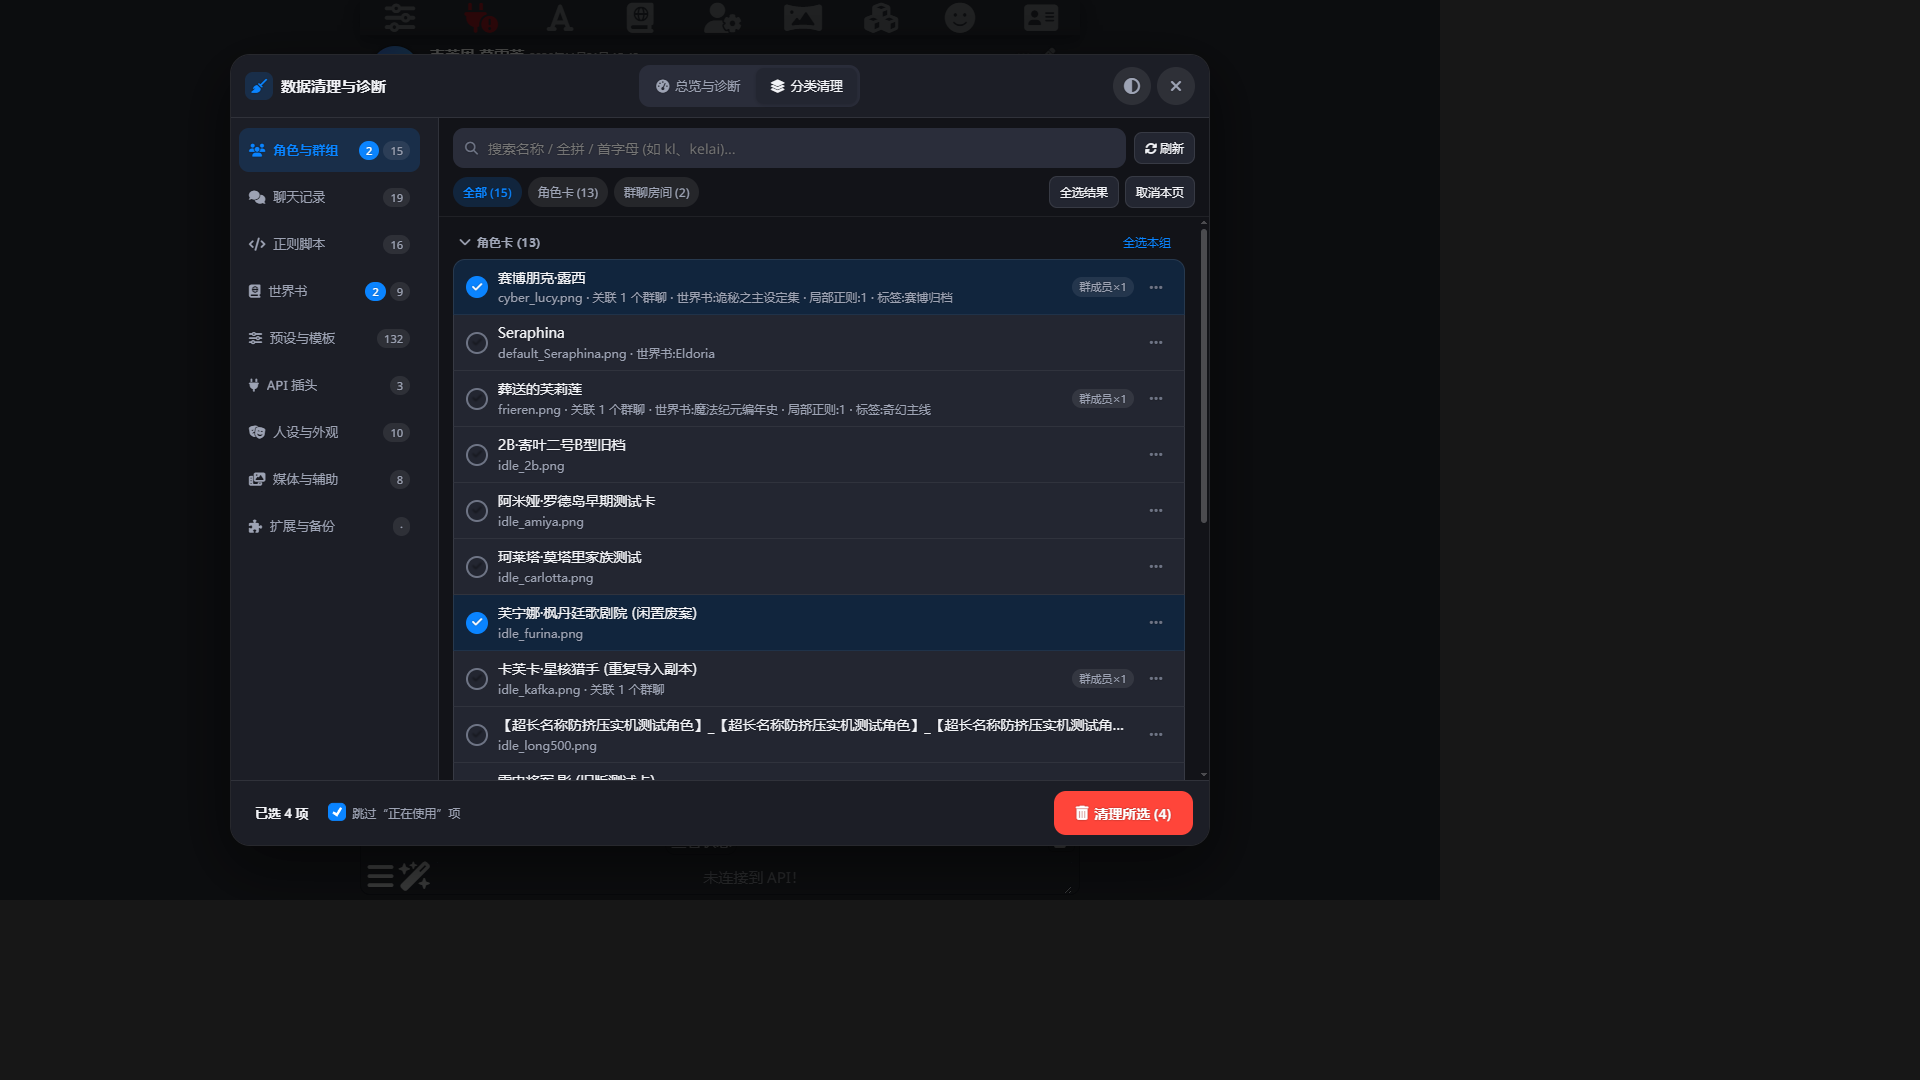 数据清理与诊断
总览与诊断
分类清理
角色与群组 2 15
聊天记录 19
正则脚本 16
世界书 2 9
预设与模板 132
API 插头 3
人设与外观 10
媒体与辅助 8
扩展与备份 ·
搜索名称 / 全拼 / 首字母 (如 kl、kelai)...
刷新
全部 (15)
角色卡 (13)
群聊房间 (2)
全选结果
取消本页
角色卡 (13)
全选本组
赛博朋克·露西
cyber_lucy.png · 关联 1 个群聊 · 世界书:诡秘之主设定集 · 局部正则:1 · 标签:赛博归档
群成员×1
Seraphina
default_Seraphina.png · 世界书:Eldoria
葬送的芙莉莲
frieren.png · 关联 1 个群聊 · 世界书:魔法纪元编年史 · 局部正则:1 · 标签:奇幻主线
群成员×1
2B·寄叶二号B型旧档
idle_2b.png
阿米娅·罗德岛早期测试卡
idle_amiya.png
珂莱塔·莫塔里家族测试
idle_carlotta.png
芙宁娜·枫丹廷歌剧院 (闲置废案)
idle_furina.png
卡芙卡·星核猎手 (重复导入副本)
idle_kafka.png · 关联 1 个群聊
群成员×1
【超长名称防挤压实机测试角色】_【超长名称防挤压实机测试角色】_【超长名称防挤压实机测试角...
idle_long500.png
已选 4 项
跳过“正在使用”项
清理所选 (4)
未连接到 API!